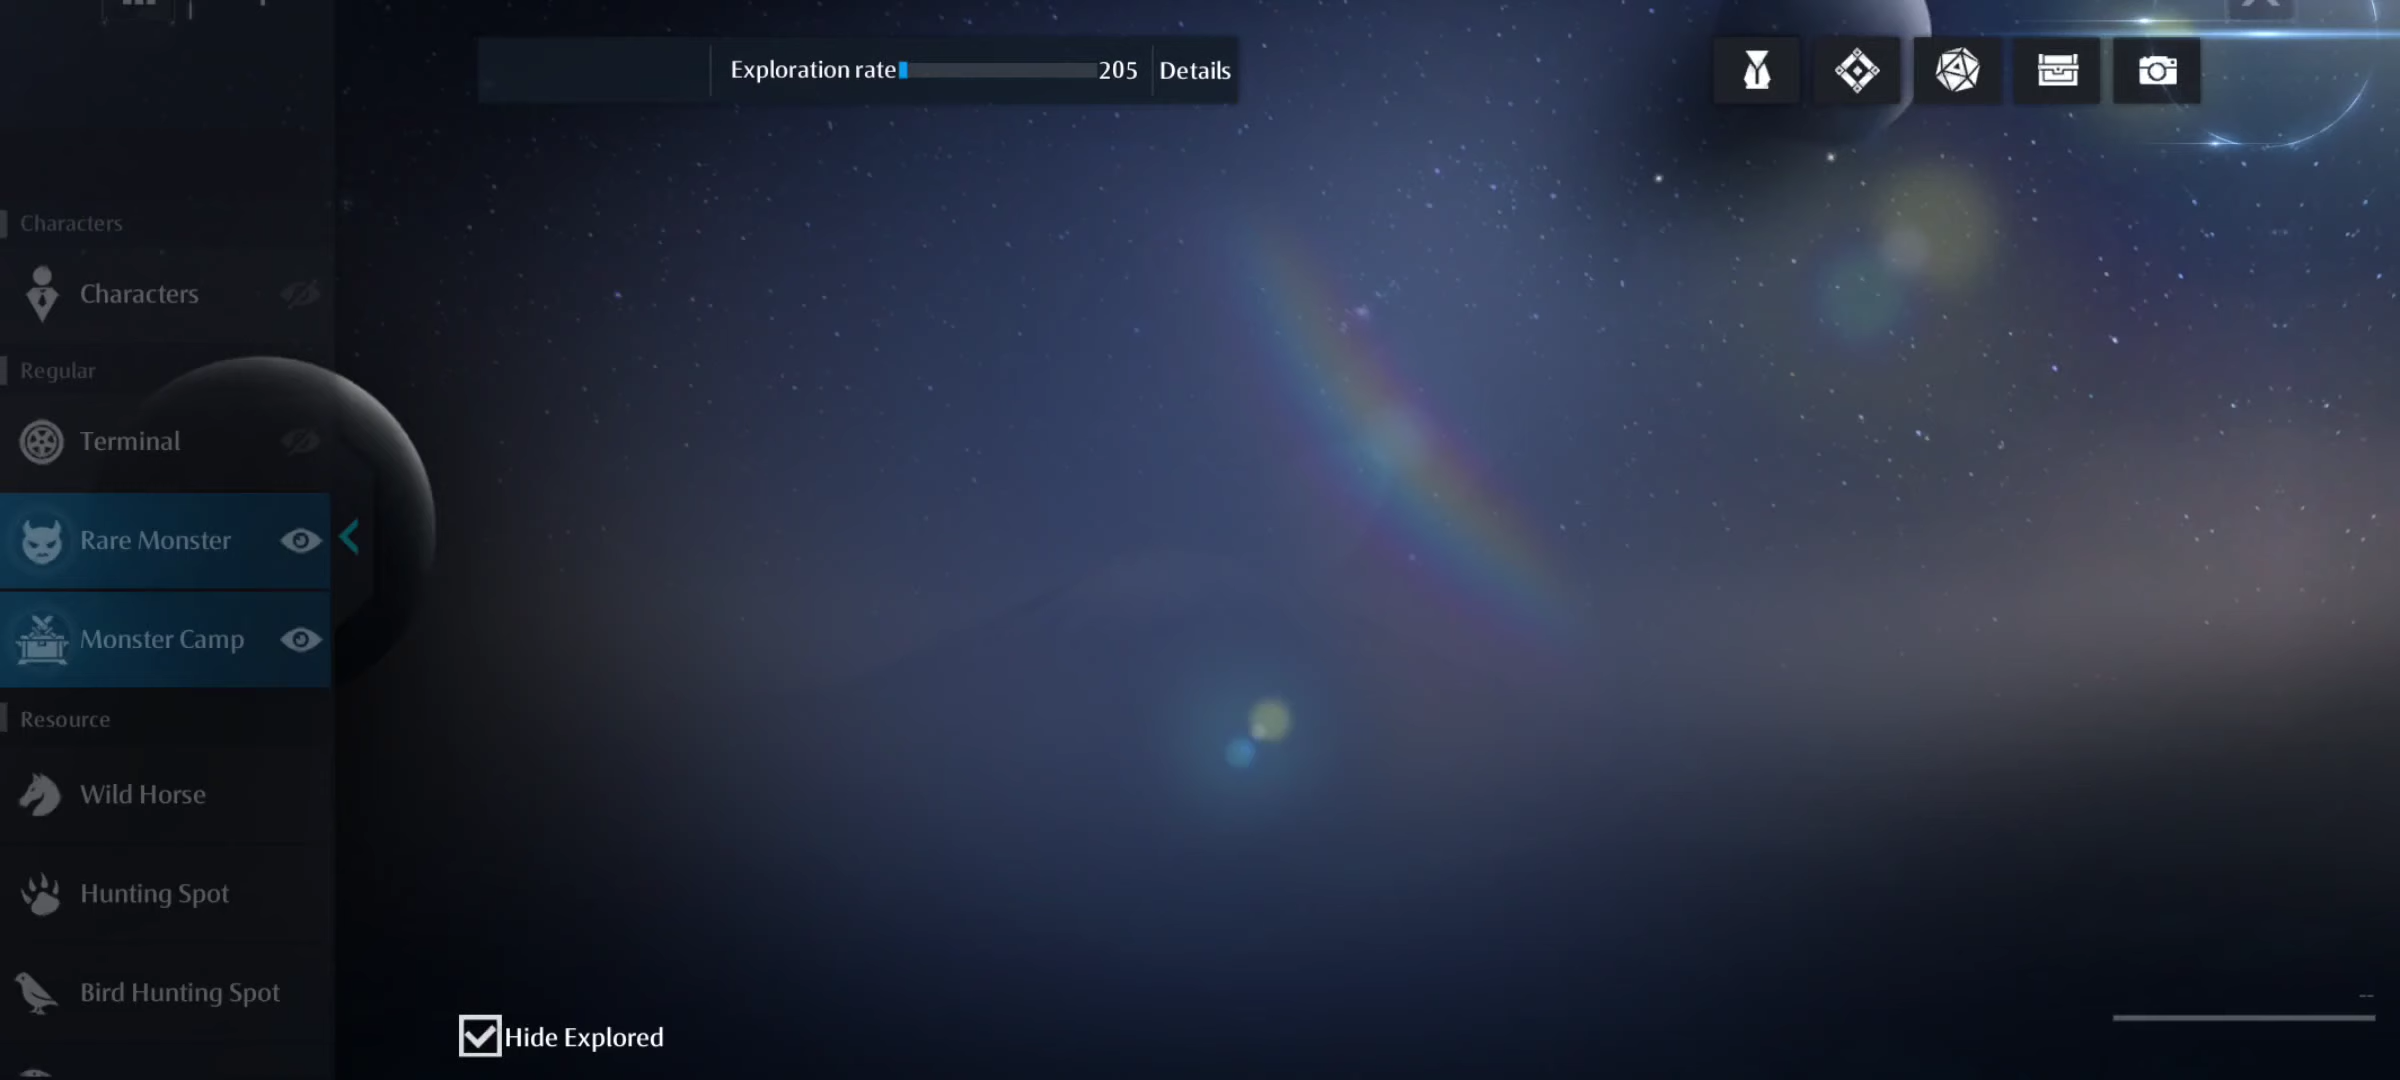 Exploration rate 205 Details
Characters
Characters
Regular
Terminal
Rare Monster
Monster Camp
Resource
Wild Horse
Hunting Spot
Bird Hunting Spot
Hide Explored
--